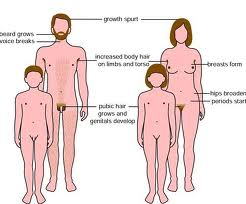 growth spurt
beard grows
voice breaks
increased body hair
on limbs and torso
breasts form
hips broaden
periods start
pubic hair
grows and
genitals develop